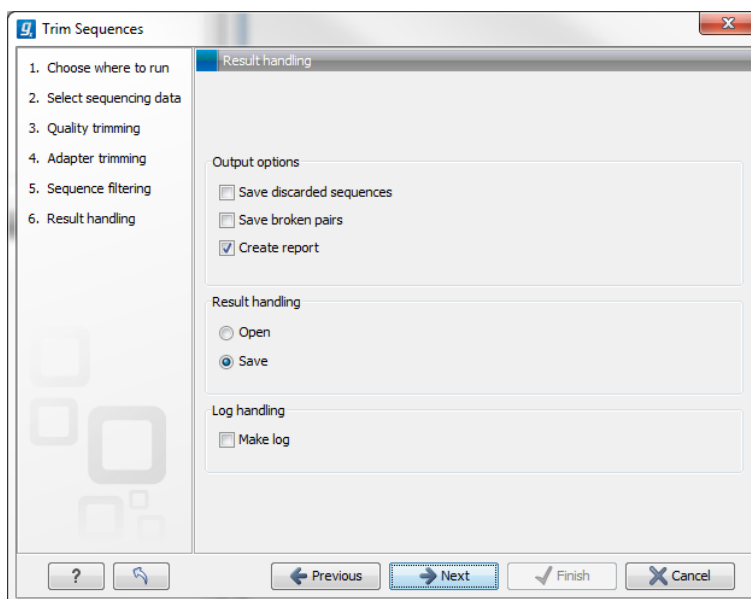 Trim Sequences
X
1. Choose where to run
2. Select sequencing data
3. Quality trimming
4. Adapter trimming
5. Sequence filtering
6. Result handling
Result handling
Output options
Save discarded sequences
Save broken pairs
Create report
Result handling
Open
Save
Log handling
Make log
?
Previous
Next
Finish
Cancel